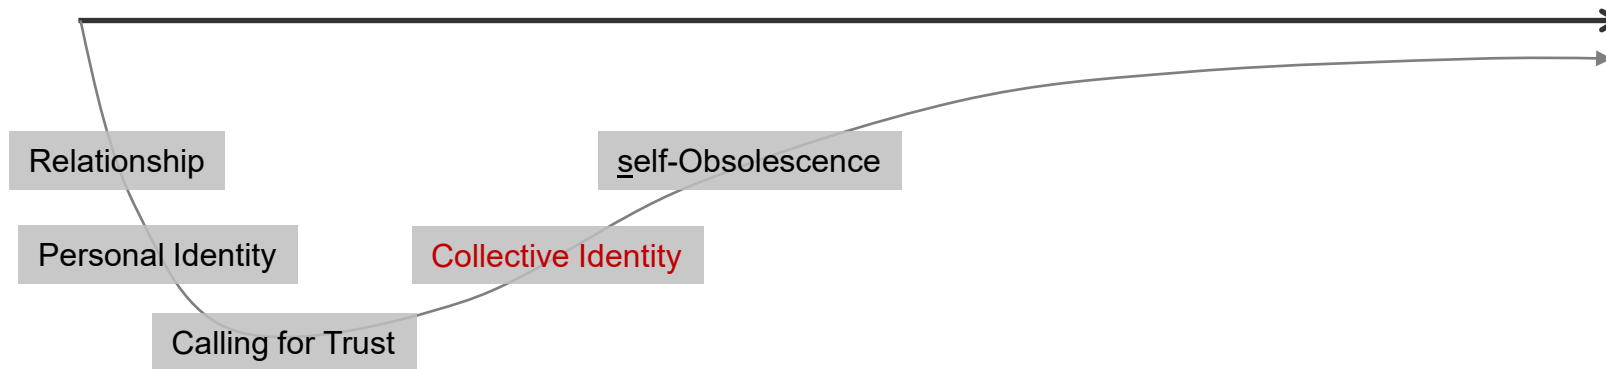 Relationship
self-Obsolescence
Personal Identity
Collective Identity
Calling for Trust